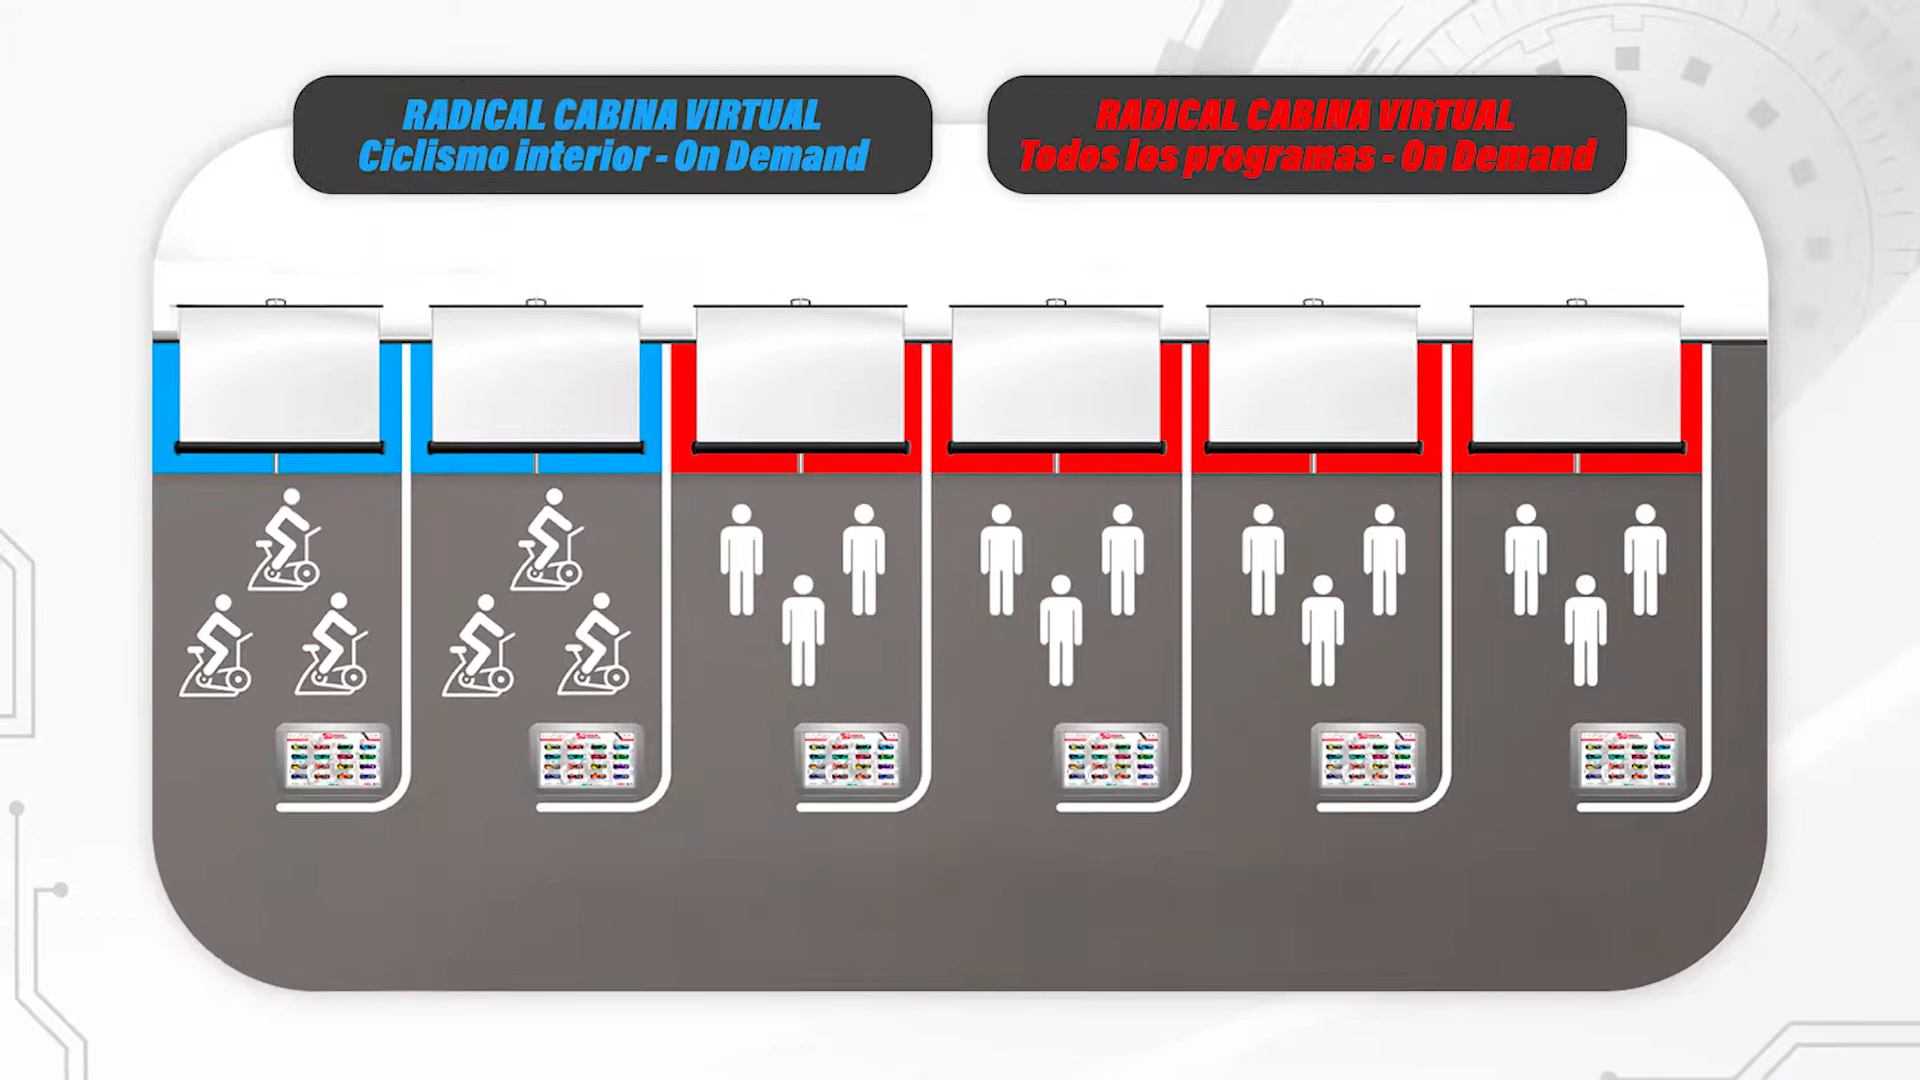 RADICAL CABINA VIRTUAL
Ciclismo interior - On Demand
RADICAL CABINA VIRTUAL
Todos los programas - On Demand